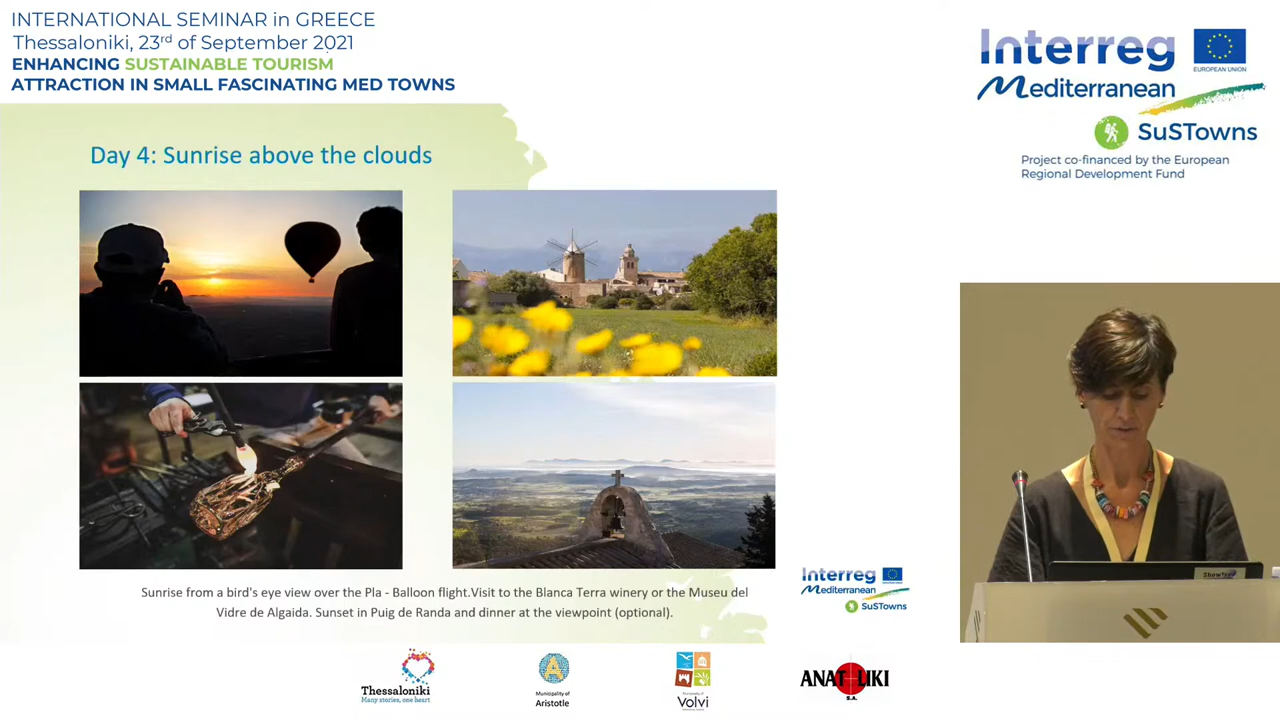 INTERNATIONAL SEMINAR in GREECE
Thessaloniki, 23rd of September 2021
ENHANCING SUSTAINABLE TOURISM
ATTRACTION IN SMALL FASCINATING MED TOWNS
Interreg
EUROPEAN UNION
Mediterranean
SuSTowns
Project co-financed by the European
Regional Development Fund
Day 4: Sunrise above the clouds
Sunrise from a bird's eye view over the Pla - Balloon flight.Visit to the Blanca Terra winery or the Museu del
Vidre de Algaida. Sunset in Puig de Randa and dinner at the viewpoint (optional).
Interreg
Mediterranean
SuSTowns
Thessaloniki
Many stories, one heart
Municipality of
Aristotle
Volvi
ANATOLIKI
S.A.